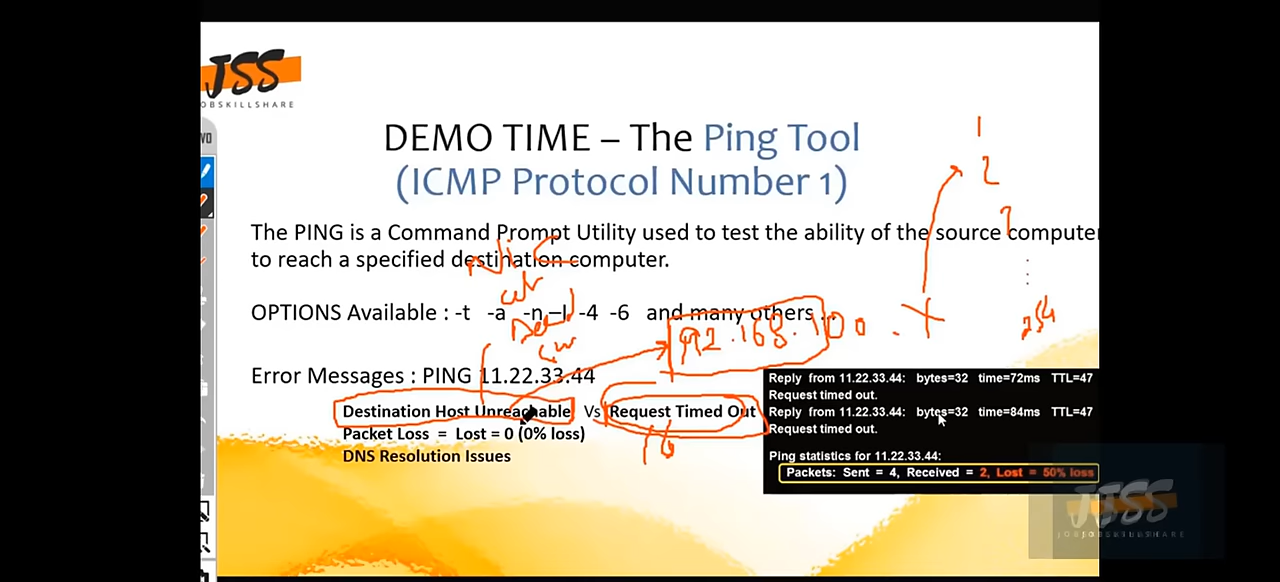 JSS
OBSKILLSHARE
VO
DEMO TIME – The Ping Tool
(ICMP Protocol Number 1)
The PING is a Command Prompt Utility used to test the ability of the source computer
to reach a specified destination computer.
OPTIONS Available : -t -a -n –l -4 -6 and many others ..
Error Messages : PING 11.22.33.44
Destination Host Unreachable Vs Request Timed Out
Packet Loss = Lost = 0 (0% loss)
DNS Resolution Issues
NiC
192.168.100.X
1
2
254
Reply from 11.22.33.44: bytes=32 time=72ms TTL=47
Request timed out.
Reply from 11.22.33.44: bytes=32 time=84ms TTL=47
Request timed out.
Ping statistics for 11.22.33.44:
Packets: Sent = 4, Received = 2, Lost = 50% loss
JSS